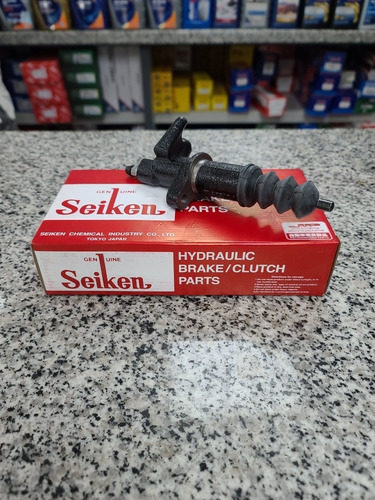 GENUINE
Seiken
PARTS
SEIKEN CHEMICAL INDUSTRY CO., LTD.
TOKYO JAPAN
GENUINE
Seiken
HYDRAULIC
BRAKE/CLUTCH
PARTS